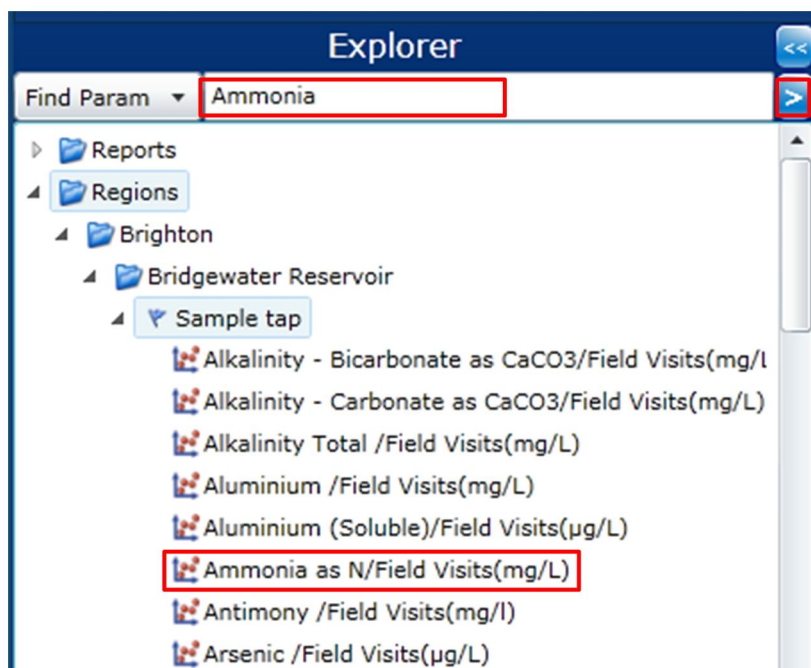 Explorer
<<
Find Param Ammonia >
Reports
Regions
Brighton
Bridgewater Reservoir
Sample tap
Alkalinity - Bicarbonate as CaCO3/Field Visits(mg/L
Alkalinity - Carbonate as CaCO3/Field Visits(mg/L)
Alkalinity Total /Field Visits(mg/L)
Aluminium /Field Visits(mg/L)
Aluminium (Soluble)/Field Visits(µg/L)
Ammonia as N/Field Visits(mg/L)
Antimony /Field Visits(mg/l)
Arsenic /Field Visits(µg/L)